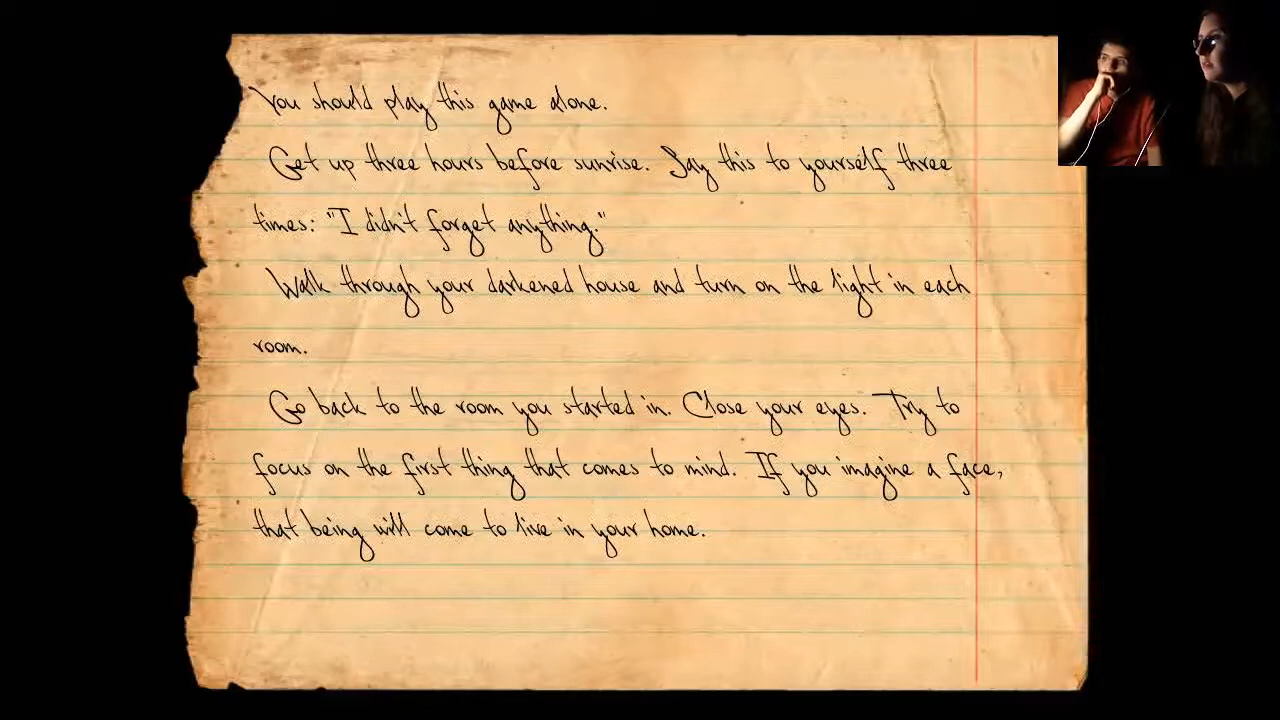 You should play this game alone.
Get up three hours before sunrise. Say this to yourself three
times: "I didn't forget anything."
Walk through your darkened house and turn on the light in each
room.
Go back to the room you started in. Close your eyes. Try to
focus on the first thing that comes to mind. If you imagine a face,
that being will come to live in your home.